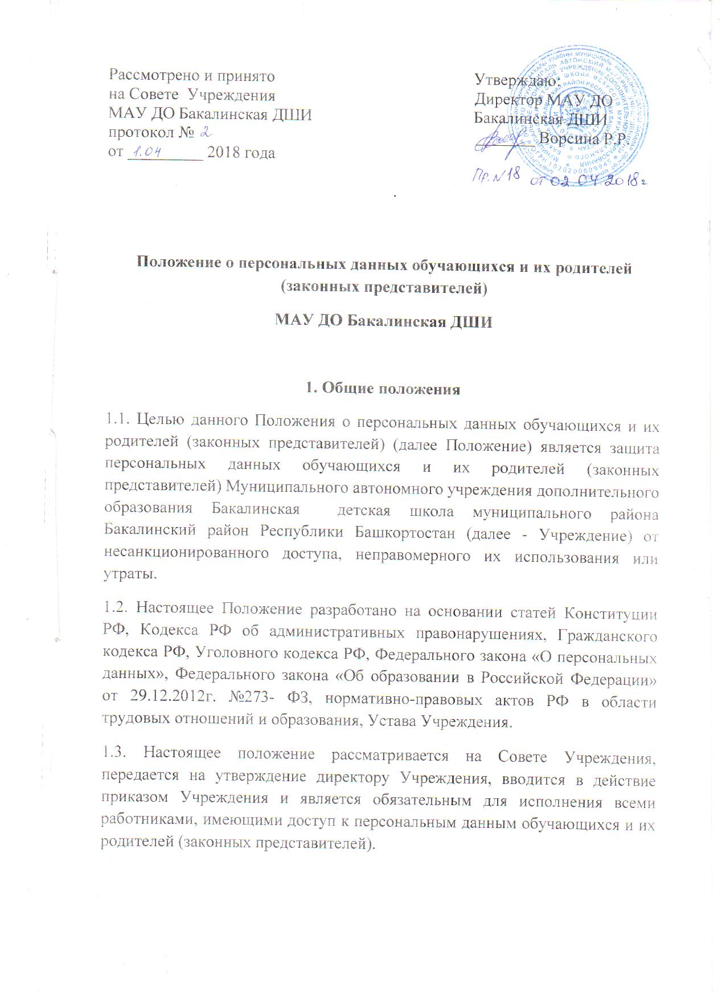 Рассмотрено и принято
на Совете Учреждения
МАУ ДО Бакалинская ДШИ
протокол № 2
от 1.04 2018 года
Утверждаю:
Директор МАУ ДО
Бакалинская ДШИ
Ворсина Р.Р.
Пр. N 18 от 02.04.2018г
Положение о персональных данных обучающихся и их родителей
(законных представителей)
МАУ ДО Бакалинская ДШИ
1. Общие положения
1.1. Целью данного Положения о персональных данных обучающихся и их
родителей (законных представителей) (далее Положение) является защита
персональных данных обучающихся и их родителей (законных
представителей) Муниципального автономного учреждения дополнительного
образования Бакалинская детская школа муниципального района
Бакалинский район Республики Башкортостан (далее - Учреждение) от
несанкционированного доступа, неправомерного их использования или
утраты.
1.2. Настоящее Положение разработано на основании статей Конституции
РФ, Кодекса РФ об административных правонарушениях, Гражданского
кодекса РФ, Уголовного кодекса РФ, Федерального закона «О персональных
данных», Федерального закона «Об образовании в Российской Федерации»
от 29.12.2012г. №273- ФЗ, нормативно-правовых актов РФ в области
трудовых отношений и образования, Устава Учреждения.
1.3. Настоящее положение рассматривается на Совете Учреждения,
передается на утверждение директору Учреждения, вводится в действие
приказом Учреждения и является обязательным для исполнения всеми
работниками, имеющими доступ к персональным данным обучающихся и их
родителей (законных представителей).